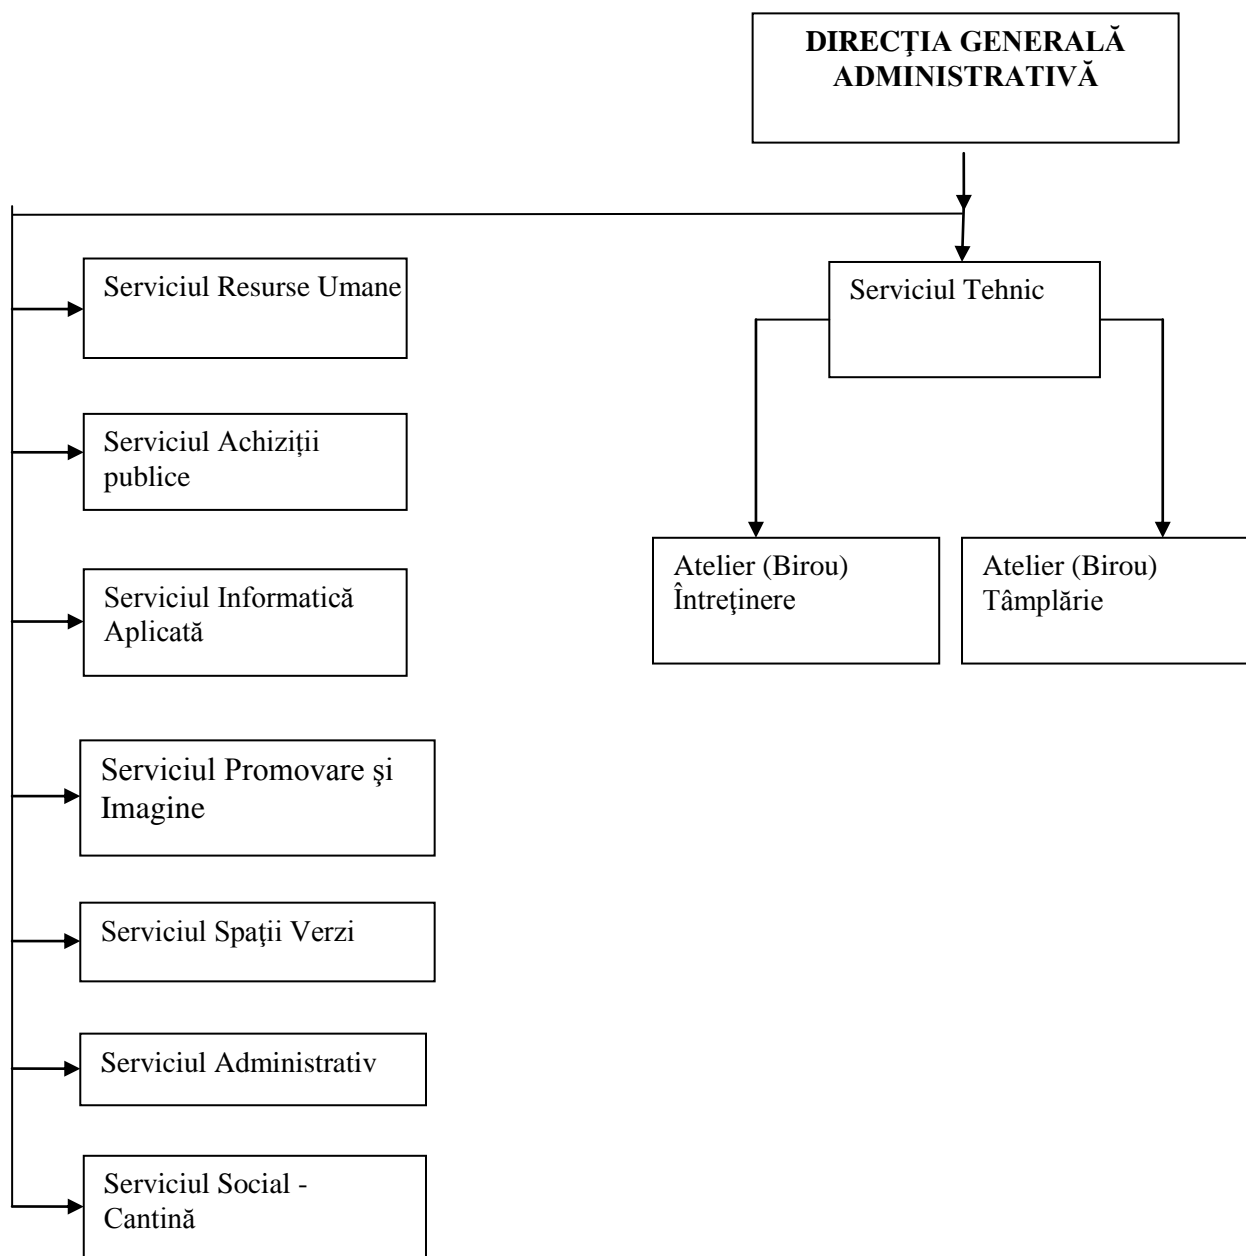 DIRECŢIA GENERALĂ
ADMINISTRATIVĂ
Serviciul Resurse Umane
Serviciul Tehnic
Serviciul Achiziții
publice
Atelier (Birou)
Întreţinere
Atelier (Birou)
Tâmplărie
Serviciul Informatică
Aplicată
Serviciul Promovare şi
Imagine
Serviciul Spaţii Verzi
Serviciul Administrativ
Serviciul Social -
Cantină